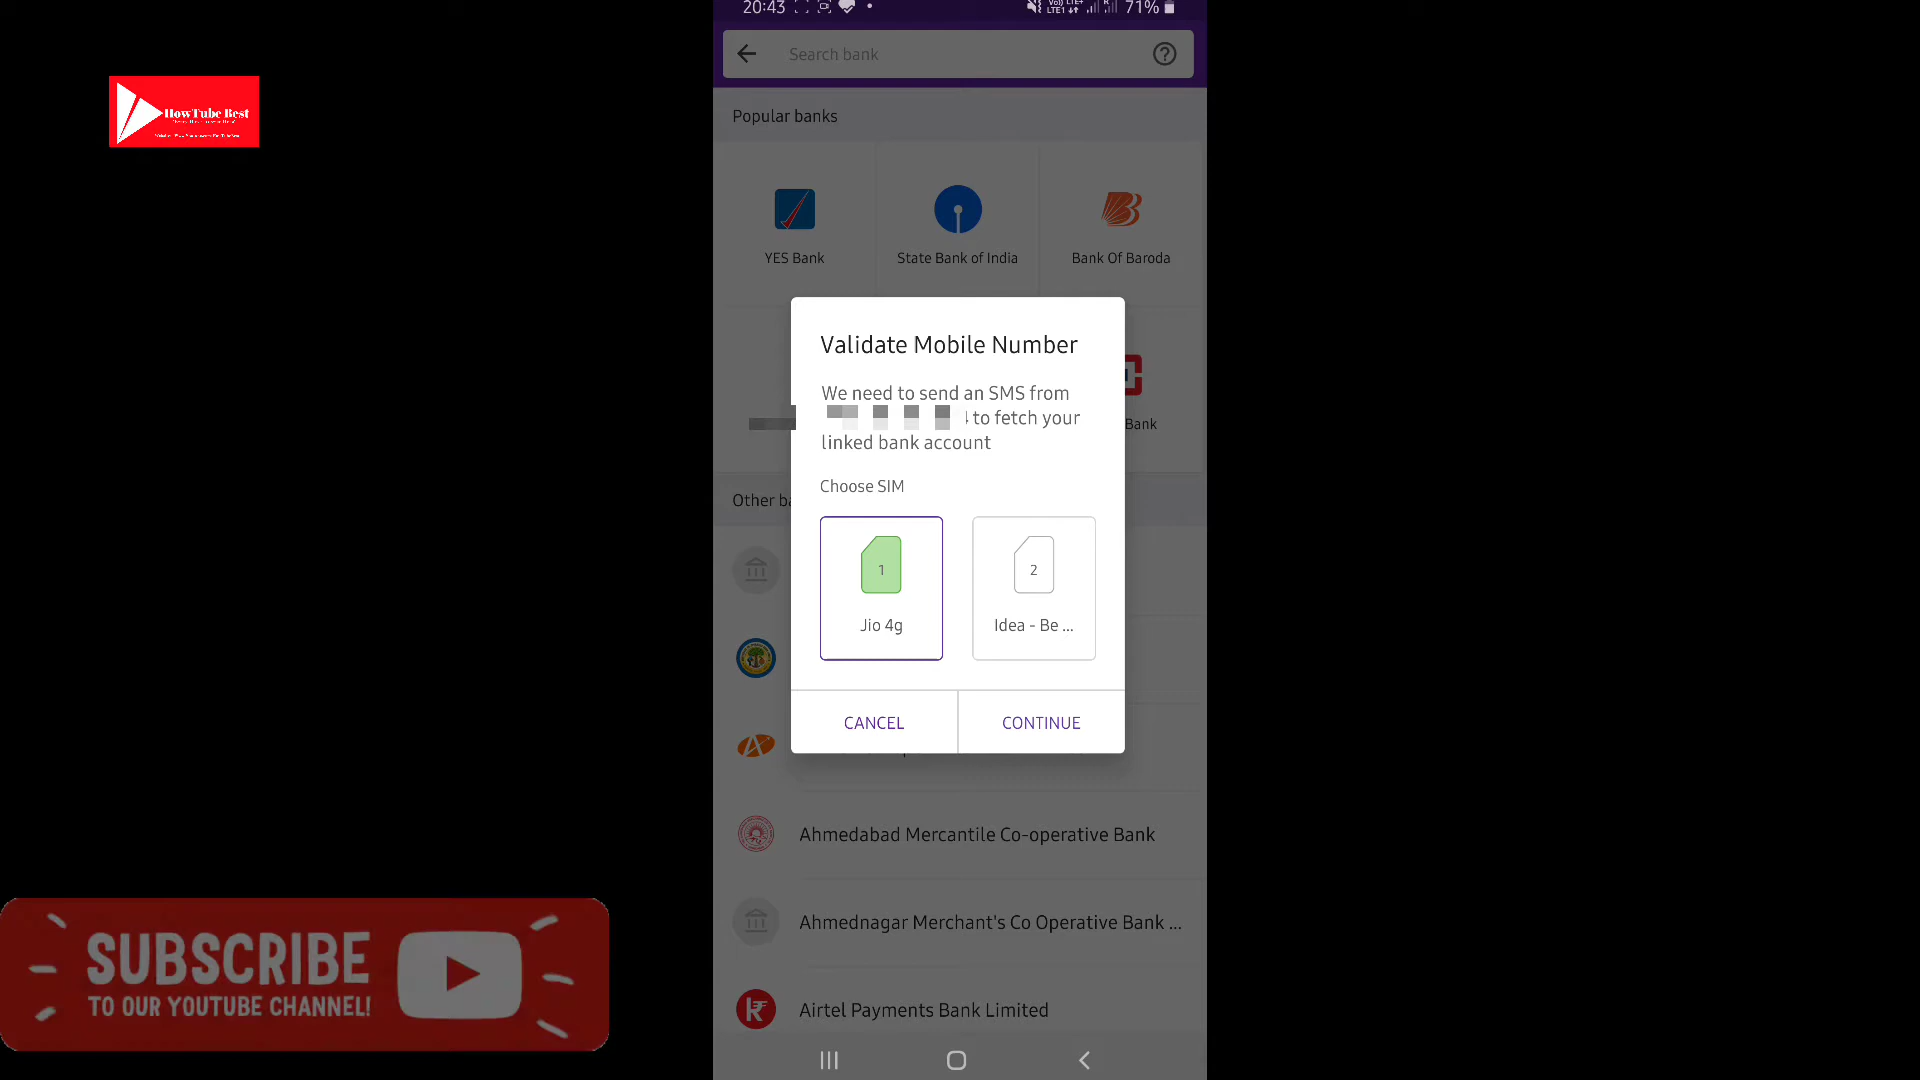 20:43
71%
Search bank
HowTube Best
Popular banks
YES Bank
State Bank of India
Bank Of Baroda
Validate Mobile Number
We need to send an SMS from
4 to fetch your
linked bank account
Bank
Choose SIM
Other ba
1
2
Jio 4g
Idea - Be ...
CANCEL
CONTINUE
Ahmedabad Mercantile Co-operative Bank
Ahmednagar Merchant's Co Operative Bank ...
Airtel Payments Bank Limited
SUBSCRIBE
TO OUR YOUTUBE CHANNEL!